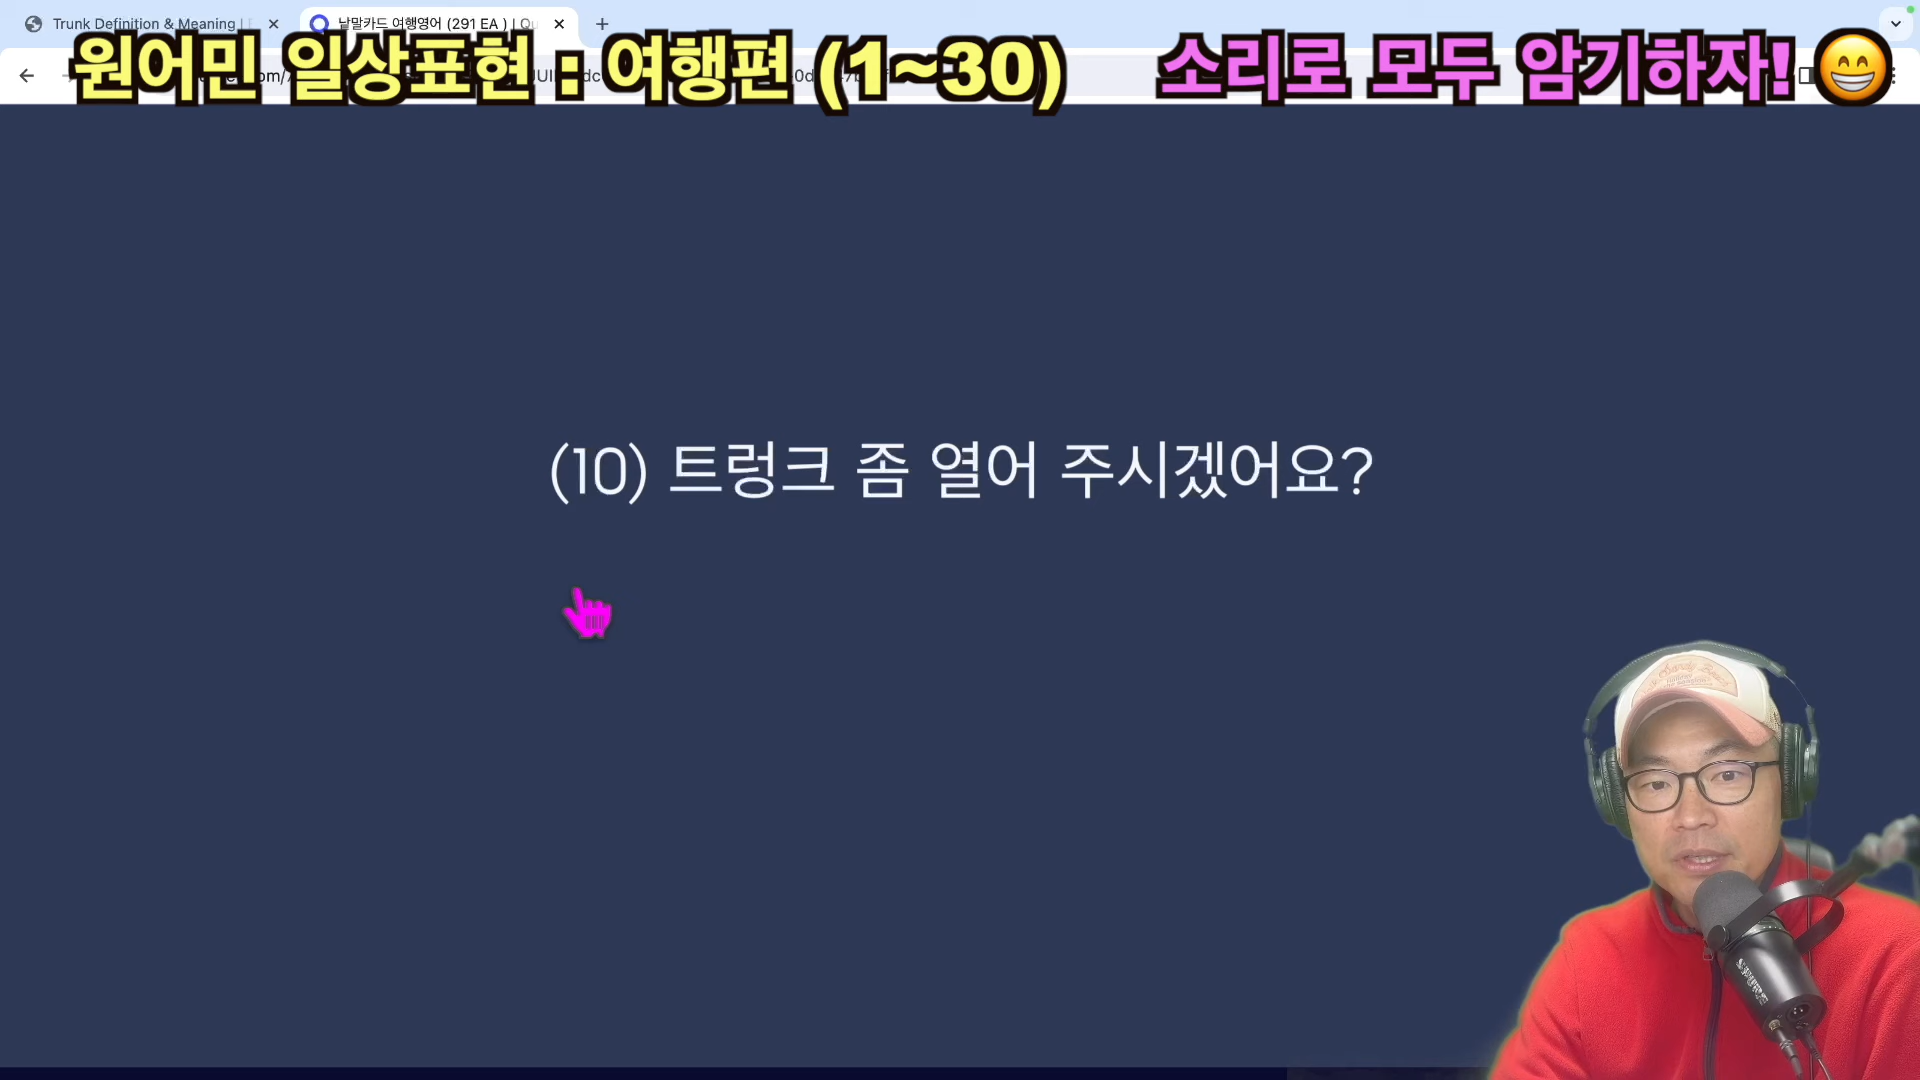 Trunk Definition & Meaning |
낱말카드 여행영어 (291 EA ) | Qu
원어민 일상표현 : 여행편 (1~30)
소리로 모두 암기하자!
(10) 트렁크 좀 열어 주시겠어요?
SHURE